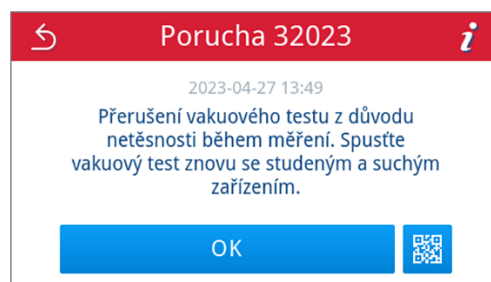 Porucha 32023
2023-04-27 13:49
Přerušení vakuového testu z důvodu
netěsnosti během měření. Spusťte
vakuový test znovu se studeným a suchým
zařízením.
OK